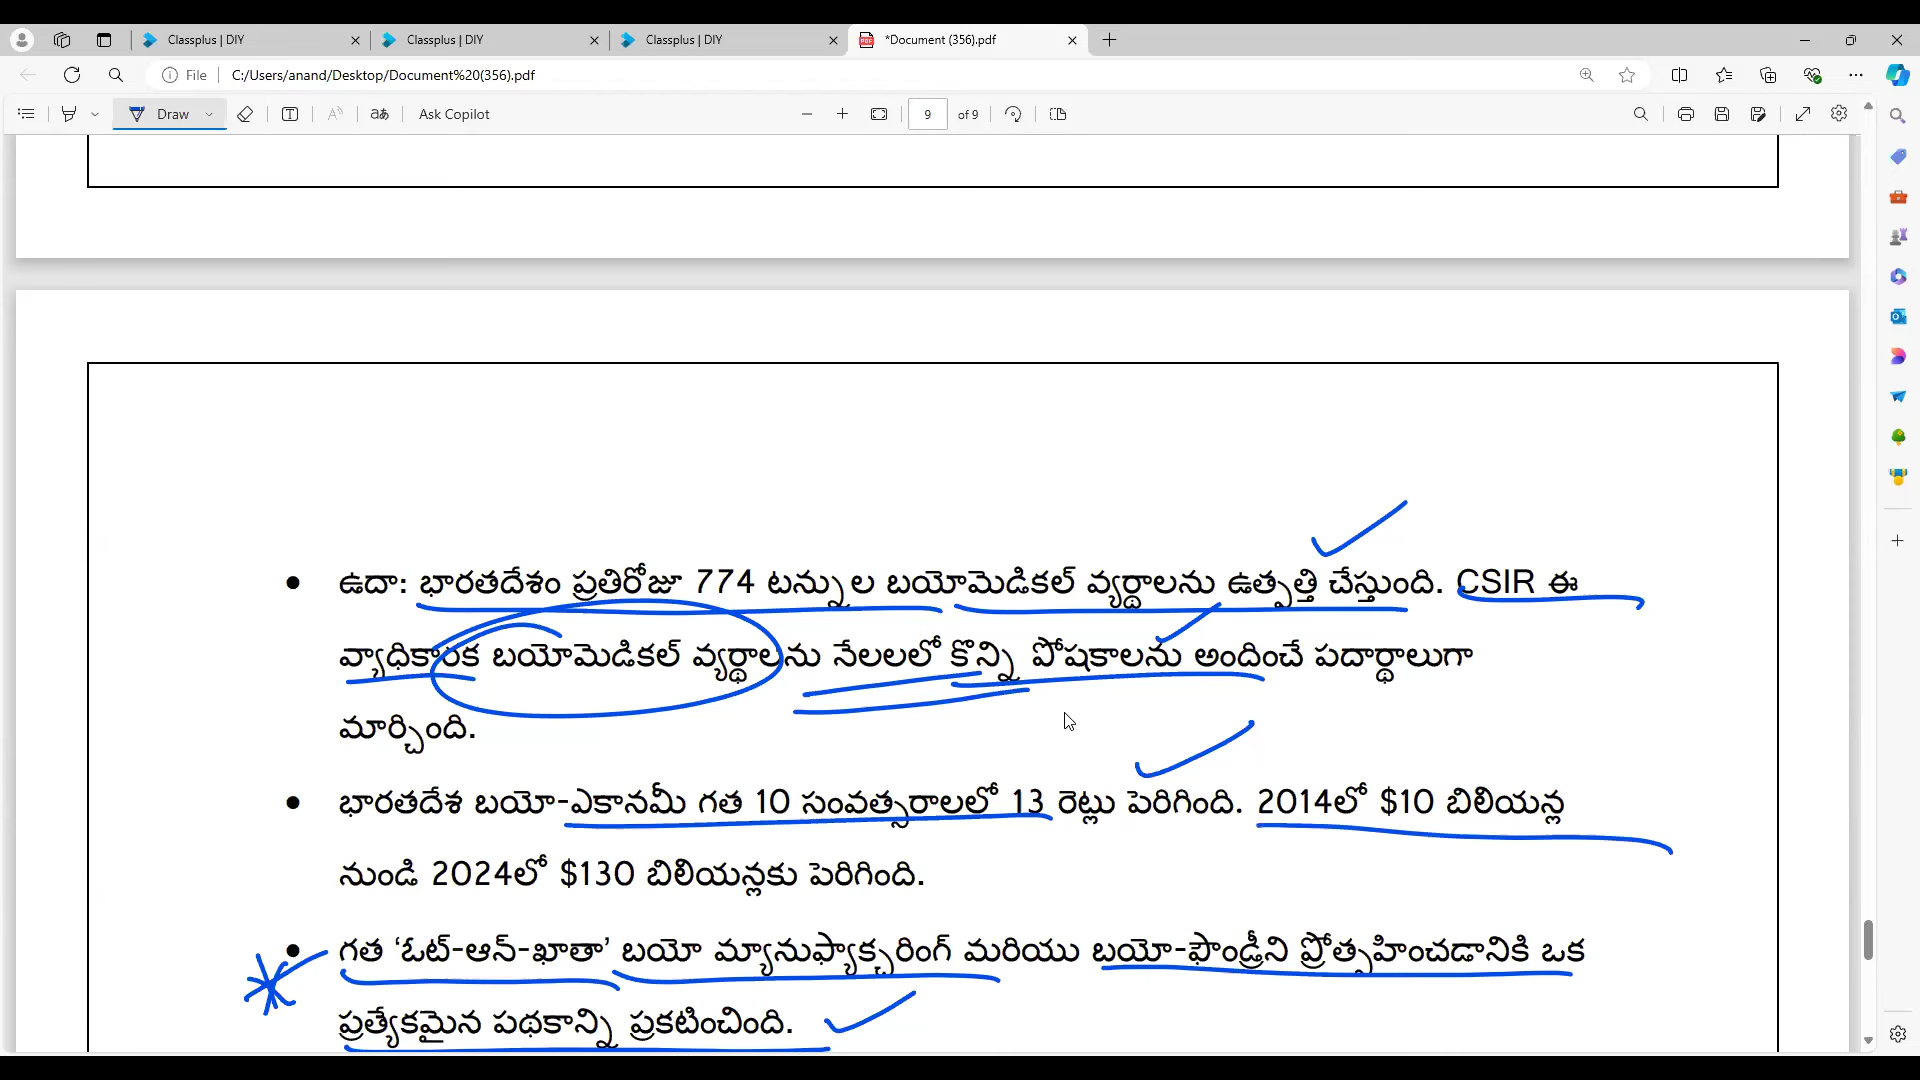 Classplus | DIY
Classplus | DIY
Classplus | DIY
*Document (356).pdf
File
C:/Users/anand/Desktop/Document%20(356).pdf
Draw
Ask Copilot
9
of 9
ఉదా: భారతదేశం ప్రతిరోజూ 774 టన్నుల బయోమెడికల్ వ్యర్థాలను ఉత్పత్తి చేస్తుంది. CSIR ఈ
వ్యాధికారక బయోమెడికల్ వ్యర్థాలను నేలలలో కొన్ని పోషకాలను అందించే పదార్థాలుగా
మార్చింది.
భారతదేశ బయో-ఎకానమీ గత 10 సంవత్సరాలలో 13 రెట్లు పెరిగింది. 2014లో $10 బిలియన్ల
నుండి 2024లో $130 బిలియన్లకు పెరిగింది.
గత ‘ఓట్-ఆన్-ఖాతా’ బయో మ్యానుఫ్యాక్చరింగ్ మరియు బయో-ఫౌండ్రీని ప్రోత్సహించడానికి ఒక
ప్రత్యేకమైన పథకాన్ని ప్రకటించింది.